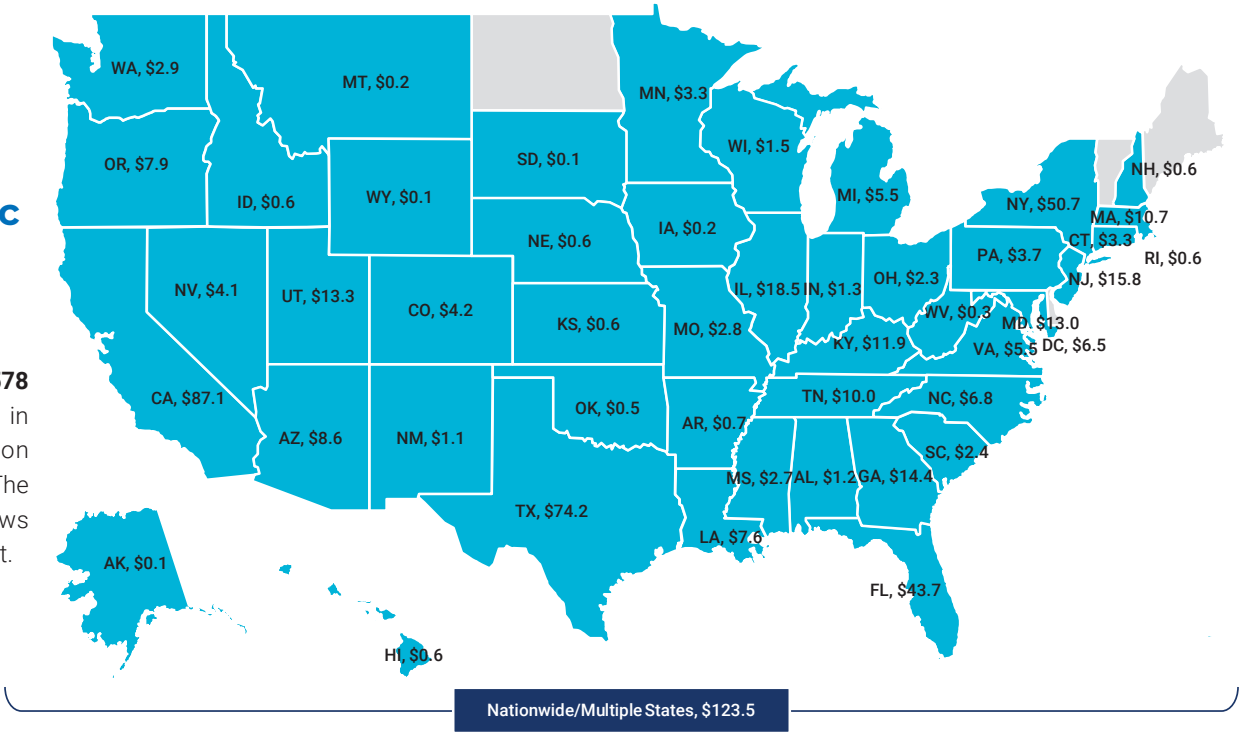 WA, $2.9
MT, $0.2
MN, $3.3
OR, $7.9
ID, $0.6
WY, $0.1
SD, $0.1
WI, $1.5
MI, $5.5
NH, $0.6
NY, $50.7
MA, $10.7
CT, $3.3
RI, $0.6
c
NE, $0.6
IA, $0.2
PA, $3.7
NJ, $15.8
NV, $4.1
UT, $13.3
CO, $4.2
IL, $18.5
IN, $1.3
OH, $2.3
WV, $0.3
MD, $13.0
KS, $0.6
MO, $2.8
KY, $11.9
VA, $5.5
DC, $6.5
578
in
on
The
ws
t.
CA, $87.1
AZ, $8.6
NM, $1.1
OK, $0.5
AR, $0.7
TN, $10.0
NC, $6.8
SC, $2.4
MS, $2.7
AL, $1.2
GA, $14.4
TX, $74.2
LA, $7.6
FL, $43.7
AK, $0.1
HI, $0.6
Nationwide/Multiple States, $123.5